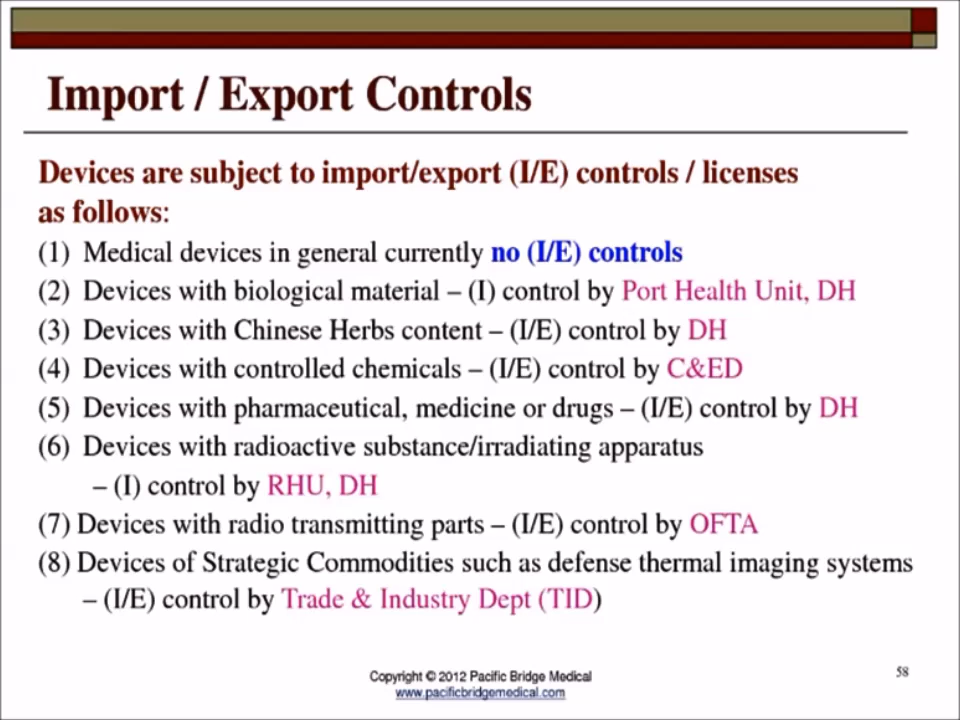 Import / Export Controls
Devices are subject to import/export (I/E) controls / licenses
as follows:
(1) Medical devices in general currently no (I/E) controls
(2) Devices with biological material – (I) control by Port Health Unit, DH
(3) Devices with Chinese Herbs content – (I/E) control by DH
(4) Devices with controlled chemicals – (I/E) control by C&ED
(5) Devices with pharmaceutical, medicine or drugs – (I/E) control by DH
(6) Devices with radioactive substance/irradiating apparatus
– (I) control by RHU, DH
(7) Devices with radio transmitting parts – (I/E) control by OFTA
(8) Devices of Strategic Commodities such as defense thermal imaging systems
– (I/E) control by Trade & Industry Dept (TID)
Copyright © 2012 Pacific Bridge Medical
www.pacificbridgemedical.com
58